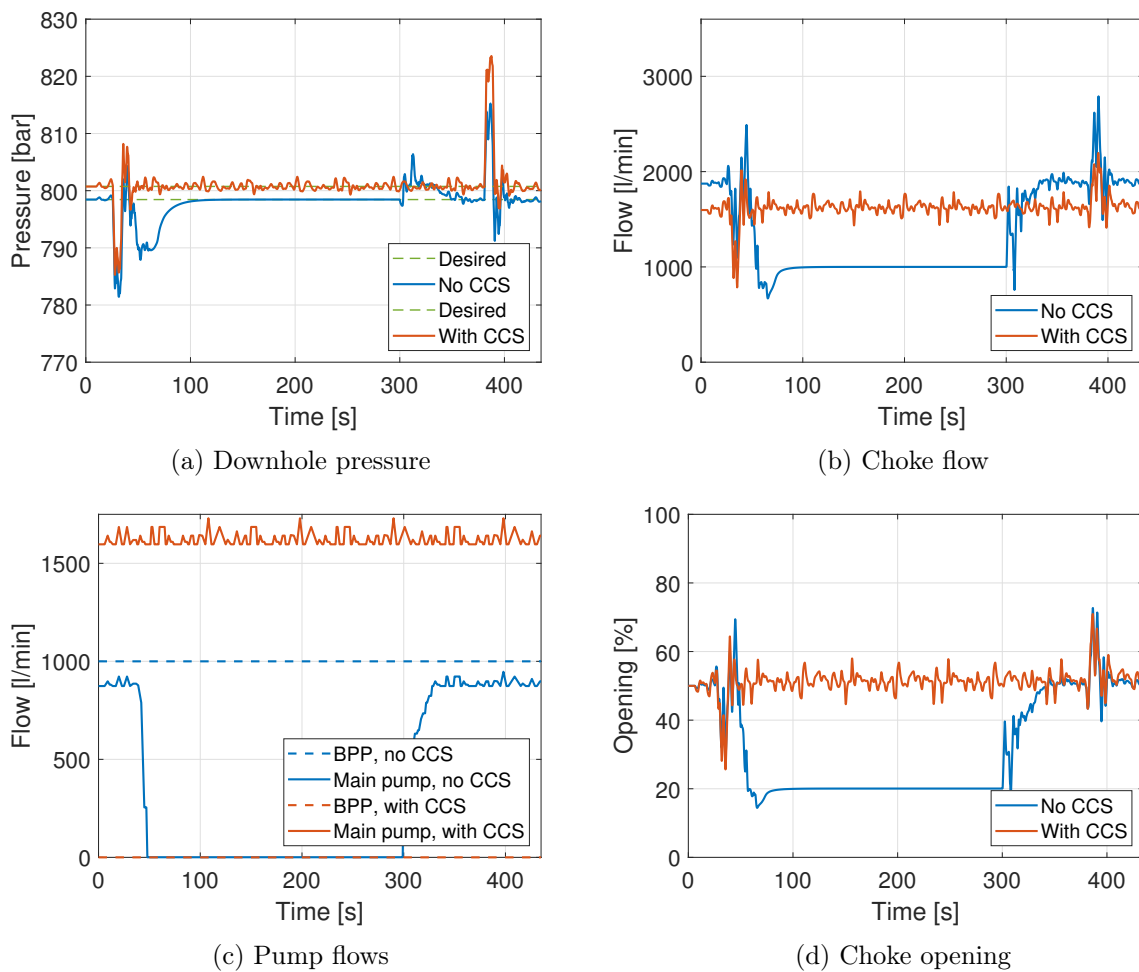 830
820
810
800
790
780
770
Pressure [bar]
0 100 200 300 400
Time [s]
Desired
No CCS
Desired
With CCS
(a) Downhole pressure
3000
2000
1000
0
Flow [l/min]
0 100 200 300 400
Time [s]
No CCS
With CCS
(b) Choke flow
1500
1000
500
0
Flow [l/min]
0 100 200 300 400
Time [s]
BPP, no CCS
Main pump, no CCS
BPP, with CCS
Main pump, with CCS
(c) Pump flows
100
80
60
40
20
0
Opening [%]
0 100 200 300 400
Time [s]
No CCS
With CCS
(d) Choke opening